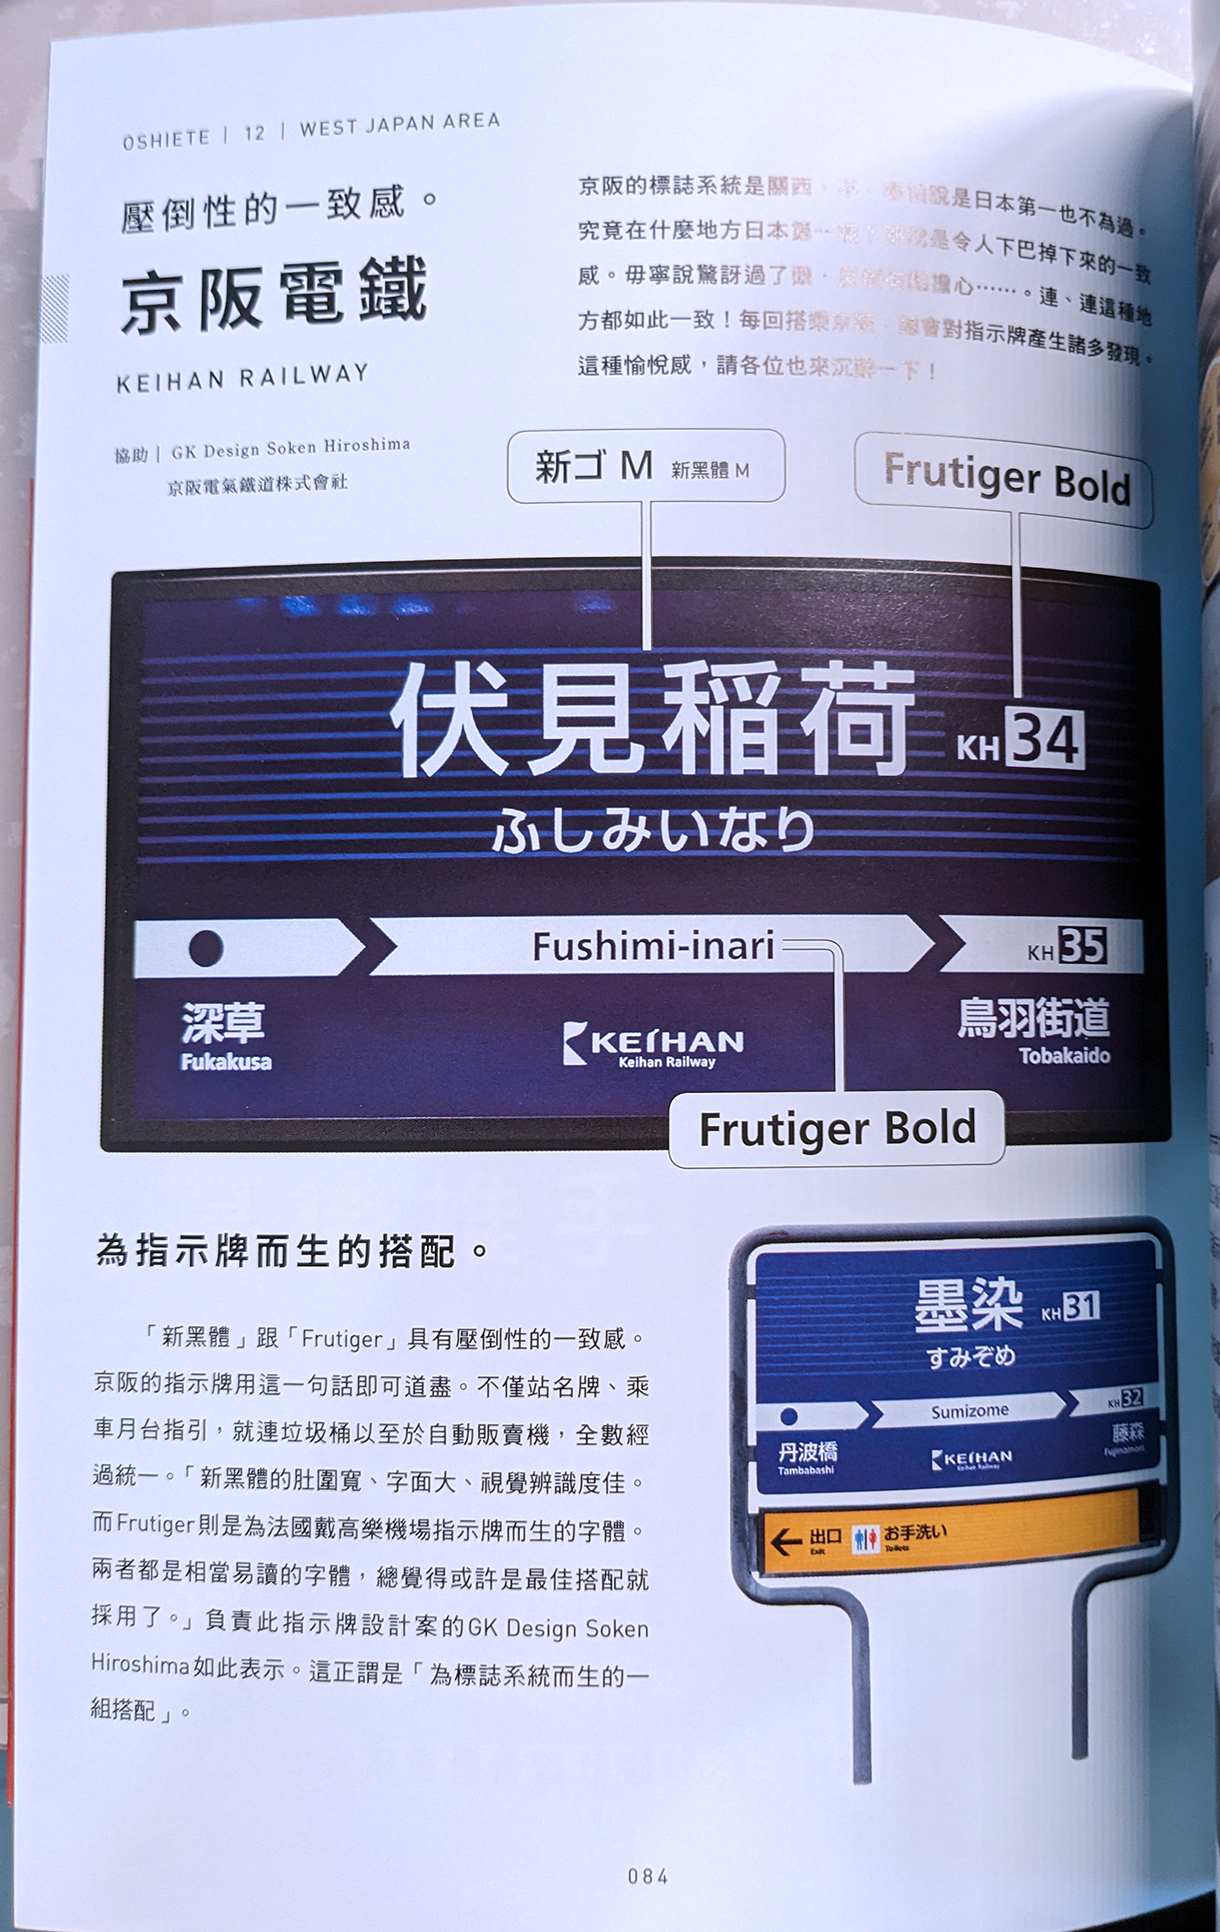 OSHIETE | 12 | WEST JAPAN AREA
壓倒性的一致感。
京阪電鐵
KEIHAN RAILWAY
協助 | GK Design Soken Hiroshima
京阪電氣鐵道株式會社
京阪的標誌系統是關西,不,應說是日本第一也不為過。
究竟在什麼地方日本第一呢!就是令人下巴掉下來的一致
感。毋寧說驚訝過了頭,擔心⋯⋯。連、連這種地
方都如此一致!每回搭乘京阪,都會對指示牌產生諸多發現。
這種愉悅感,請各位也來沉醉一下!
新ゴ M 新黑體 M
Frutiger Bold
伏見稲荷 KH 34
ふしみいなり
Fushimi-inari
KH 35
深草
Fukakusa
KEIHAN
Keihan Railway
鳥羽街道
Tobakaido
Frutiger Bold
為指示牌而生的搭配。
「新黑體」跟「Frutiger」具有壓倒性的一致感。
京阪的指示牌用這一句話即可道盡。不僅站名牌、乘
車月台指引,就連垃圾桶以至於自動販賣機,全數經
過統一。「新黑體的肚圍寬、字面大、視覺辨識度佳。
而Frutiger則是為法國戴高樂機場指示牌而生的字體。
兩者都是相當易讀的字體,總覺得或許是最佳搭配就
採用了。」負責此指示牌設計案的GK Design Soken
Hiroshima如此表示。這正謂是「為標誌系統而生的一
組搭配」。
墨染 KH 31
すみぞめ
Sumizome
KH 32
丹波橋
Tambabashi
KEIHAN
Keihan Railway
藤森
Fujinomori
出口
Exit
お手洗い
Toilets
084